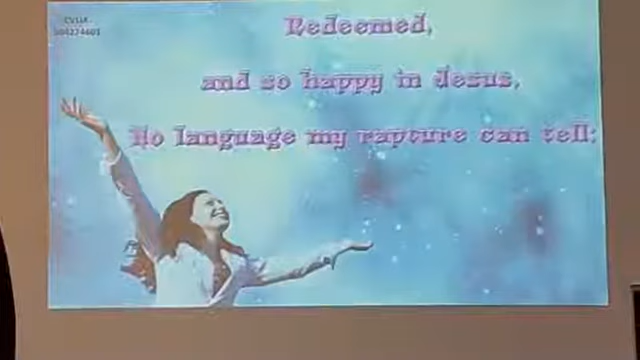 Redeemed,
and so happy in Jesus,
No language my rapture can tell;